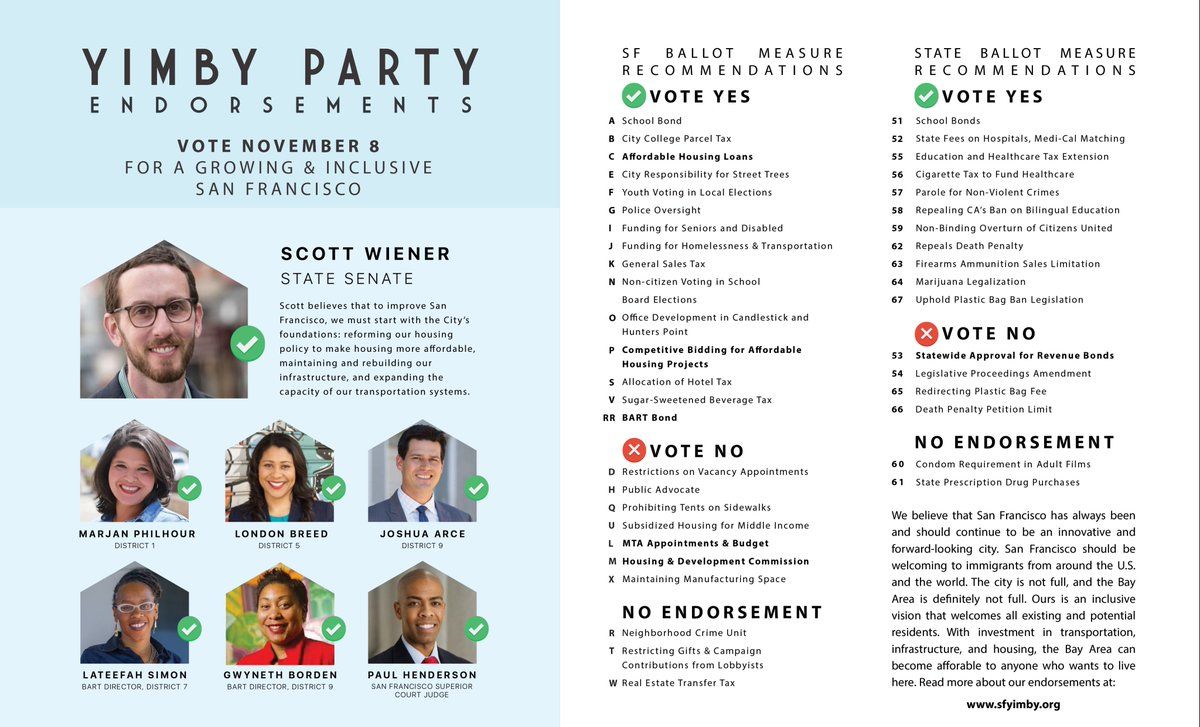 YIMBY PARTY
ENDORSEMENTS
VOTE NOVEMBER 8
FOR A GROWING & INCLUSIVE
SAN FRANCISCO
SCOTT WIENER
STATE SENATE
Scott believes that to improve San
Francisco, we must start with the City's
foundations: reforming our housing
policy to make housing more affordable,
maintaining and rebuilding our
infrastructure, and expanding the
capacity of our transportation systems.
MARJAN PHILHOUR
DISTRICT 1
LONDON BREED
DISTRICT 5
JOSHUA ARCE
DISTRICT 9
LATEEFAH SIMON
BART DIRECTOR, DISTRICT 7
GWYNETH BORDEN
BART DIRECTOR, DISTRICT 9
PAUL HENDERSON
SAN FRANCISCO SUPERIOR
COURT JUDGE
SF BALLOT MEASURE
RECOMMENDATIONS
VOTE YES
A School Bond
B City College Parcel Tax
C Affordable Housing Loans
E City Responsibility for Street Trees
F Youth Voting in Local Elections
G Police Oversight
I Funding for Seniors and Disabled
J Funding for Homelessness & Transportation
K General Sales Tax
N Non-citizen Voting in School
Board Elections
O Office Development in Candlestick and
Hunters Point
P Competitive Bidding for Affordable
Housing Projects
S Allocation of Hotel Tax
V Sugar-Sweetened Beverage Tax
RR BART Bond
VOTE NO
D Restrictions on Vacancy Appointments
H Public Advocate
Q Prohibiting Tents on Sidewalks
U Subsidized Housing for Middle Income
L MTA Appointments & Budget
M Housing & Development Commission
X Maintaining Manufacturing Space
NO ENDORSEMENT
R Neighborhood Crime Unit
T Restricting Gifts & Campaign
Contributions from Lobbyists
W Real Estate Transfer Tax
STATE BALLOT MEASURE
RECOMMENDATIONS
VOTE YES
51 School Bonds
52 State Fees on Hospitals, Medi-Cal Matching
55 Education and Healthcare Tax Extension
56 Cigarette Tax to Fund Healthcare
57 Parole for Non-Violent Crimes
58 Repealing CA's Ban on Bilingual Education
59 Non-Binding Overturn of Citizens United
62 Repeals Death Penalty
63 Firearms Ammunition Sales Limitation
64 Marijuana Legalization
67 Uphold Plastic Bag Ban Legislation
VOTE NO
53 Statewide Approval for Revenue Bonds
54 Legislative Proceedings Amendment
65 Redirecting Plastic Bag Fee
66 Death Penalty Petition Limit
NO ENDORSEMENT
60 Condom Requirement in Adult Films
61 State Prescription Drug Purchases
We believe that San Francisco has always been
and should continue to be an innovative and
forward-looking city. San Francisco should be
welcoming to immigrants from around the U.S.
and the world. The city is not full, and the Bay
Area is definitely not full. Ours is an inclusive
vision that welcomes all existing and potential
residents. With investment in transportation,
infrastructure, and housing, the Bay Area can
become afforable to anyone who wants to live
here. Read more about our endorsements at:
www.sfyimby.org